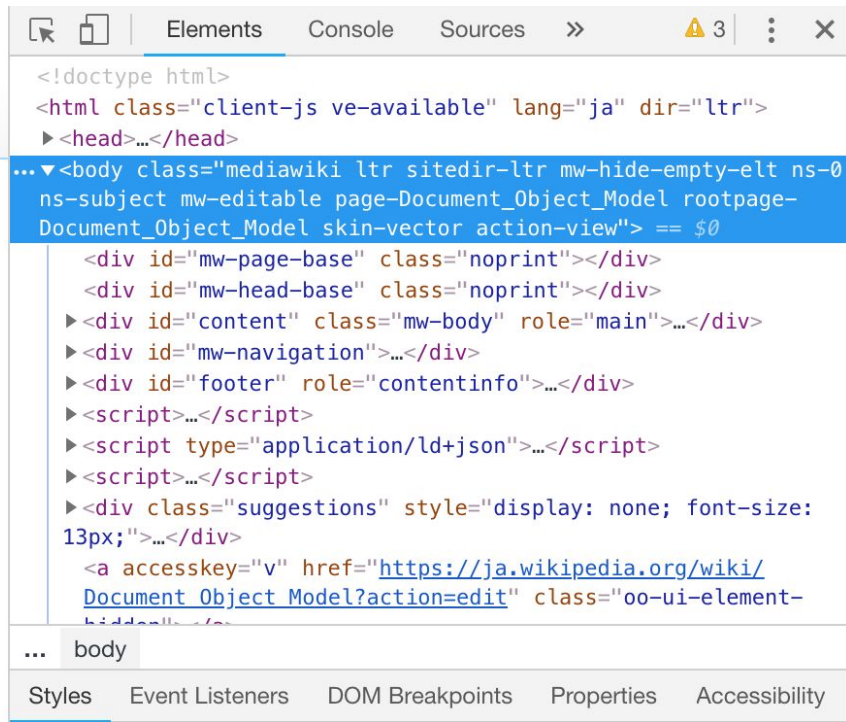 Elements Console Sources » 3
<!doctype html>
<html class="client-js ve-available" lang="ja" dir="ltr">
▶<head>…</head>
…▼<body class="mediawiki ltr sitedir-ltr mw-hide-empty-elt ns-0
ns-subject mw-editable page-Document_Object_Model rootpage-
Document_Object_Model skin-vector action-view"> == $0
<div id="mw-page-base" class="noprint"></div>
<div id="mw-head-base" class="noprint"></div>
▶<div id="content" class="mw-body" role="main">…</div>
▶<div id="mw-navigation">…</div>
▶<div id="footer" role="contentinfo">…</div>
▶<script>…</script>
▶<script type="application/ld+json">…</script>
▶<script>…</script>
▶<div class="suggestions" style="display: none; font-size:
13px;">…</div>
<a accesskey="v" href="https://ja.wikipedia.org/wiki/
Document_Object_Model?action=edit" class="oo-ui-element-
… body
Styles Event Listeners DOM Breakpoints Properties Accessibility